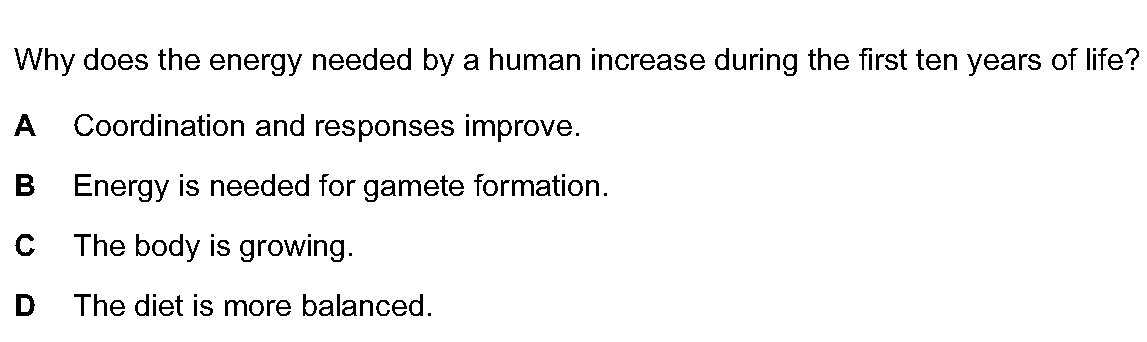 Why does the energy needed by a human increase during the first ten years of life?
A Coordination and responses improve.
B Energy is needed for gamete formation.
C The body is growing.
D The diet is more balanced.